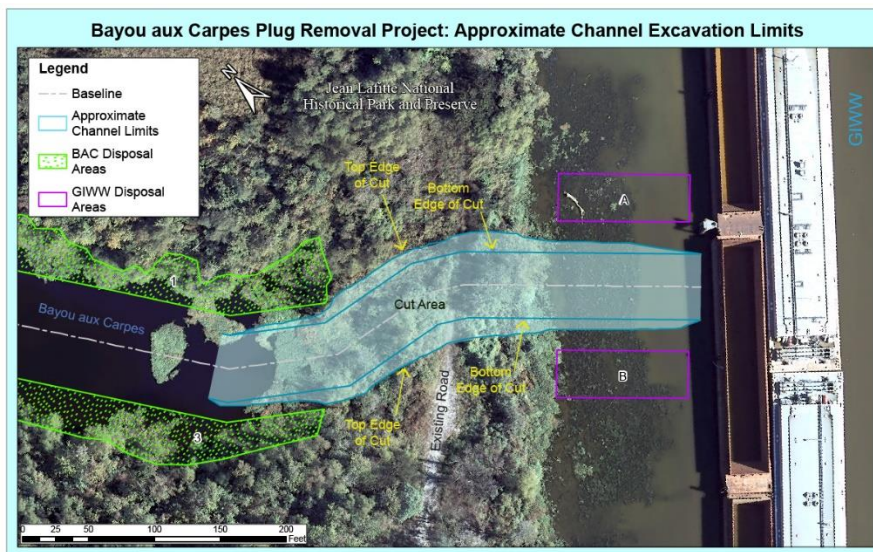 Bayou aux Carpes Plug Removal Project: Approximate Channel Excavation Limits
Legend
Baseline
Approximate
Channel Limits
BAC Disposal
Areas
GIWW Disposal
Areas
N
Jean Lafitte National
Historical Park and Preserve
GIWW
Top Edge
of Cut
Bottom
Edge of Cut
A
1
Bayou aux Carpes
Cut Area
Bottom
Edge of Cut
B
Top Edge
of Cut
Existing Road
3
0 25 50 100 150 200
Feet